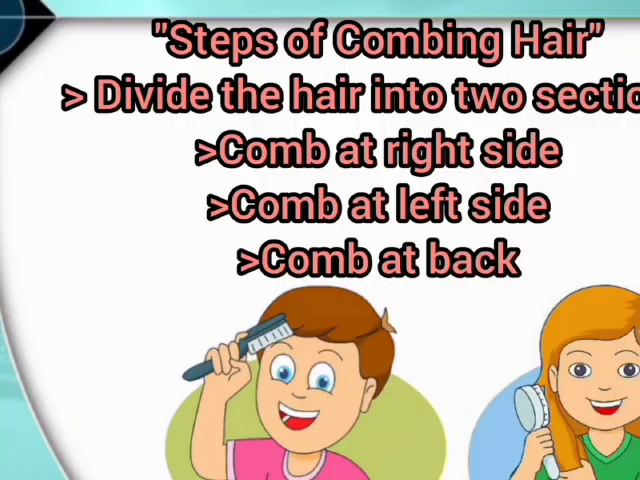 "Steps of Combing Hair"
> Divide the hair into two
>Comb at right side
>Comb at left side
>Comb at back